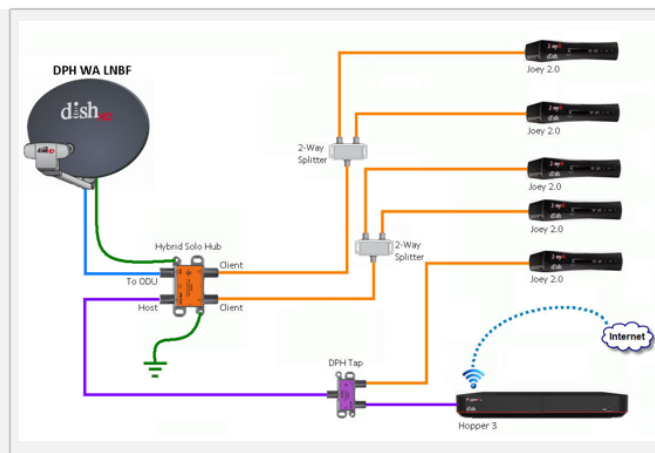 DPH WA LNBF
dish HD
Joey 2.0
Joey 2.0
2-Way
Splitter
Joey 2.0
Joey 2.0
Hybrid Solo Hub
Client
2-Way
Splitter
To ODU
Joey 2.0
Host
Client
Internet
DPH Tap
dish
Hopper 3